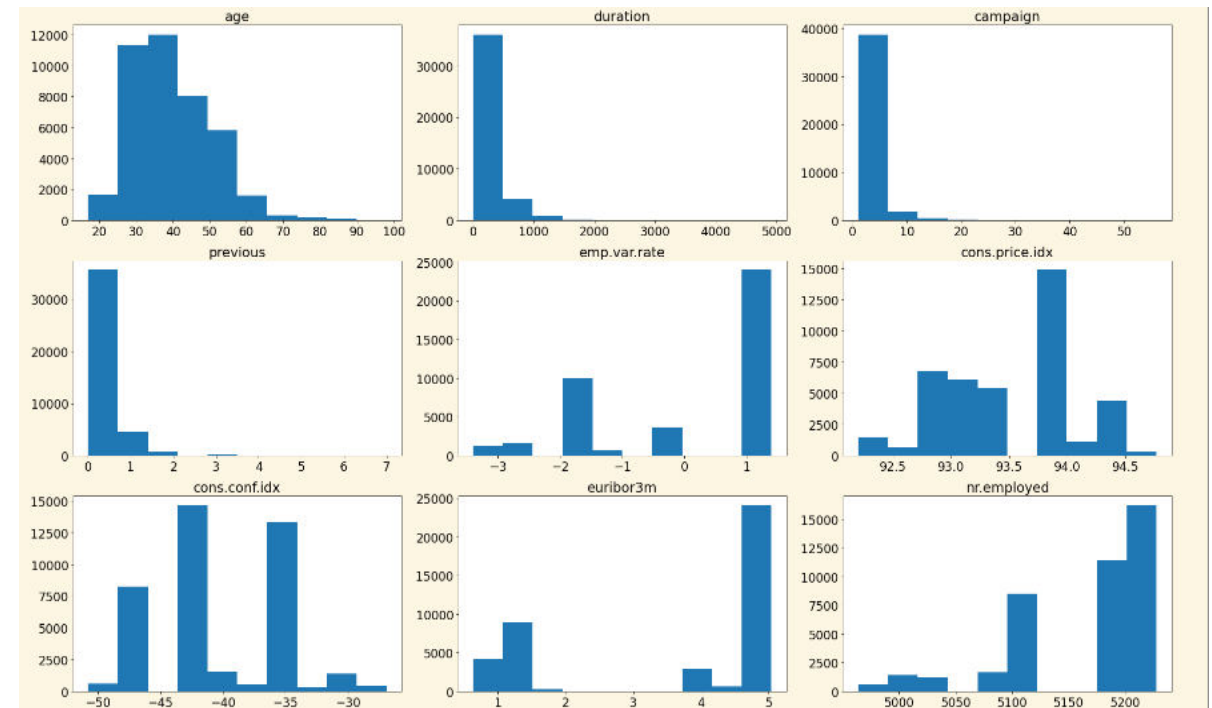 age
12000
10000
8000
6000
4000
2000
0
20 30 40 50 60 70 80 90 100
duration
30000
20000
10000
0
0 1000 2000 3000 4000 5000
campaign
40000
30000
20000
10000
0
0 10 20 30 40 50
previous
30000
20000
10000
0
0 1 2 3 4 5 6 7
emp.var.rate
25000
20000
15000
10000
5000
0
−3 −2 −1 0 1
cons.price.idx
15000
12500
10000
7500
5000
2500
0
92.5 93.0 93.5 94.0 94.5
cons.conf.idx
15000
12500
10000
7500
5000
2500
0
−50 −45 −40 −35 −30
euribor3m
25000
20000
15000
10000
5000
0
1 2 3 4 5
nr.employed
15000
12500
10000
7500
5000
2500
0
5000 5050 5100 5150 5200